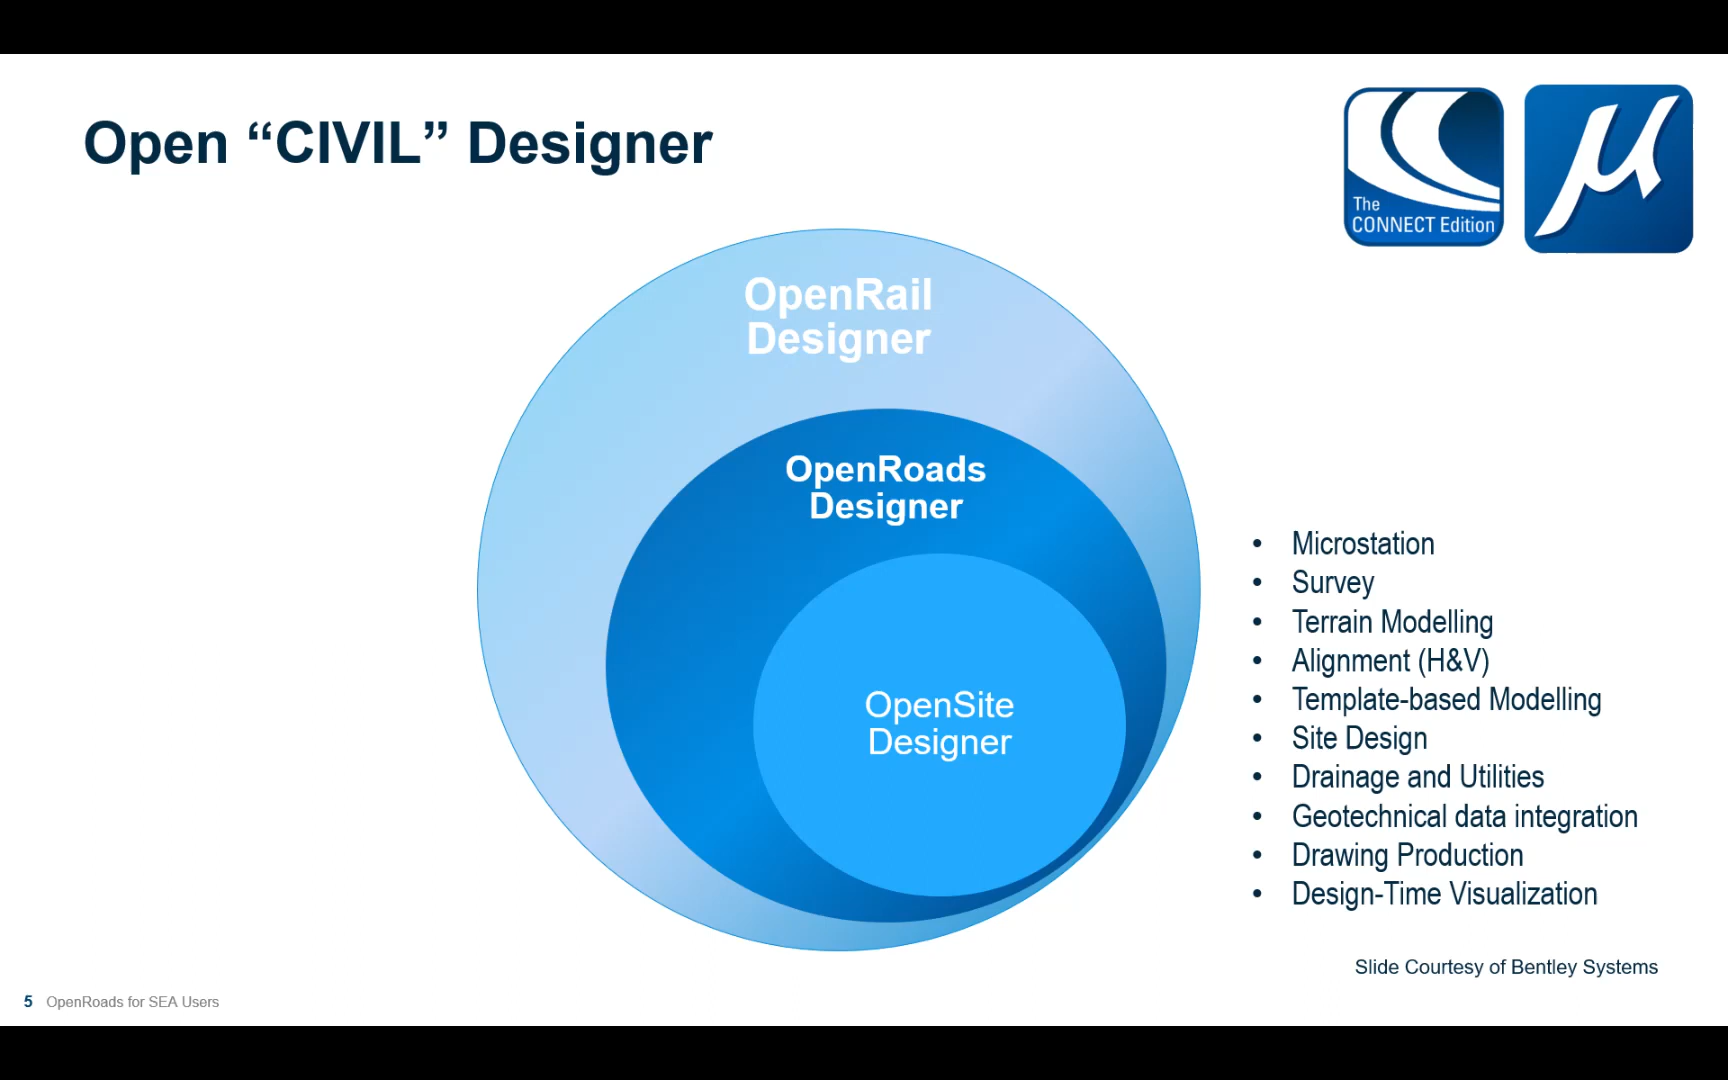 Open “CIVIL” Designer
The
CONNECT Edition
μ
OpenRail
Designer
OpenRoads
Designer
OpenSite
Designer
• Microstation
• Survey
• Terrain Modelling
• Alignment (H&V)
• Template-based Modelling
• Site Design
• Drainage and Utilities
• Geotechnical data integration
• Drawing Production
• Design-Time Visualization
Slide Courtesy of Bentley Systems
5 OpenRoads for SEA Users